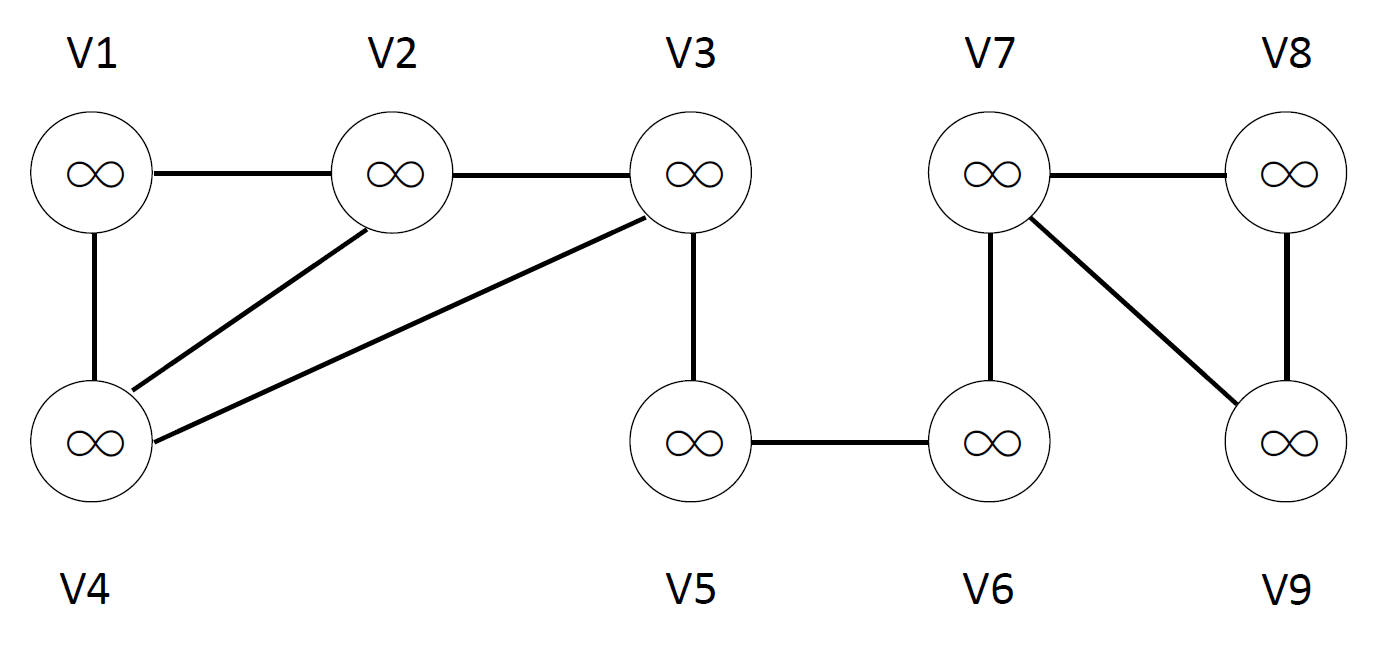 V1 V2 V3 V7 V8
∞ ∞ ∞ ∞ ∞
∞ ∞ ∞ ∞
V4 V5 V6 V9